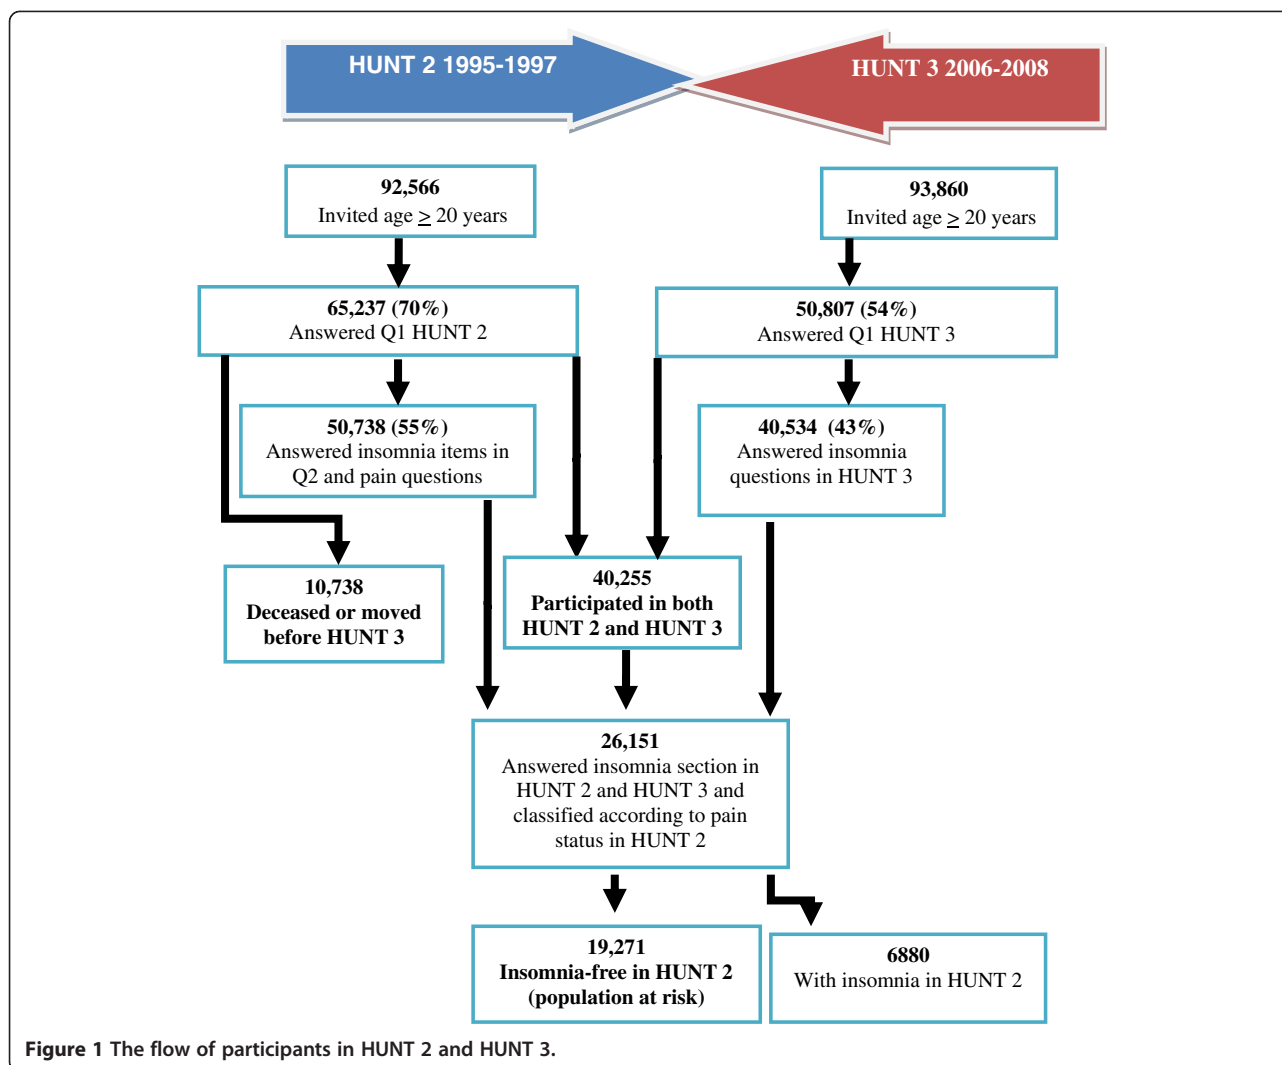 HUNT 2 1995-1997
HUNT 3 2006-2008
92,566
Invited age ≥ 20 years
93,860
Invited age ≥ 20 years
65,237 (70%)
Answered Q1 HUNT 2
50,807 (54%)
Answered Q1 HUNT 3
50,738 (55%)
Answered insomnia items in
Q2 and pain questions
40,534 (43%)
Answered insomnia
questions in HUNT 3
10,738
Deceased or moved
before HUNT 3
40,255
Participated in both
HUNT 2 and HUNT 3
26,151
Answered insomnia section in
HUNT 2 and HUNT 3 and
classified according to pain
status in HUNT 2
19,271
Insomnia-free in HUNT 2
(population at risk)
6880
With insomnia in HUNT 2
Figure 1 The flow of participants in HUNT 2 and HUNT 3.